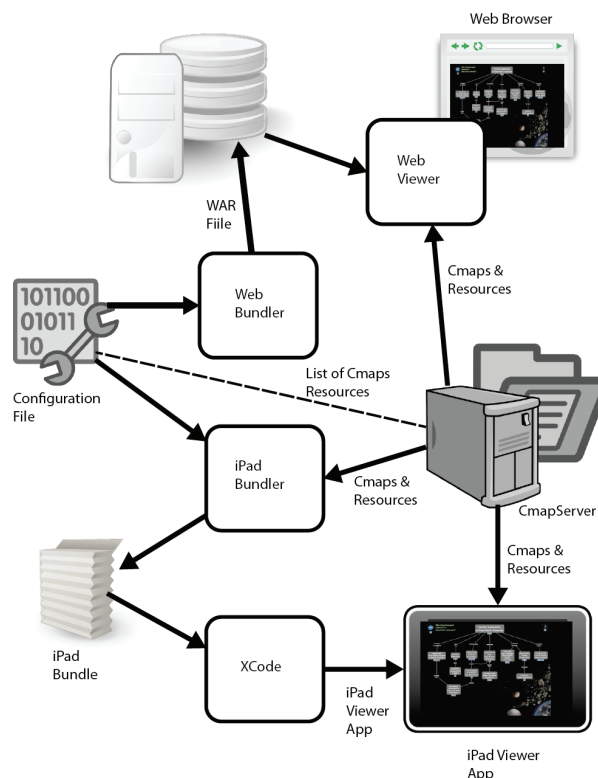 Web Browser
Web
Viewer
WAR
Fiile
Cmaps &
Resources
101100
01011
10
Web
Bundler
List of Cmaps
Resources
Configuration
File
iPad
Bundler
Cmaps &
Resources
CmapServer
Cmaps &
Resources
iPad
Bundle
XCode
iPad
Viewer
App
iPad Viewer
App